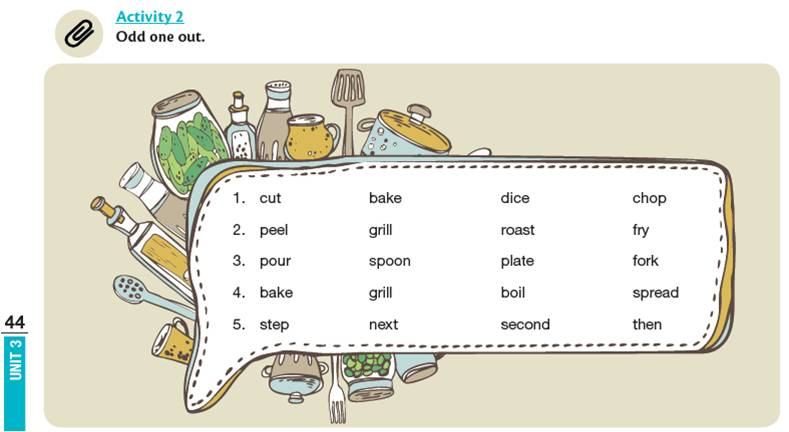 Activity 2
Odd one out.
1. cut bake dice chop
2. peel grill roast fry
3. pour spoon plate fork
4. bake grill boil spread
5. step next second then
44
UNIT 3